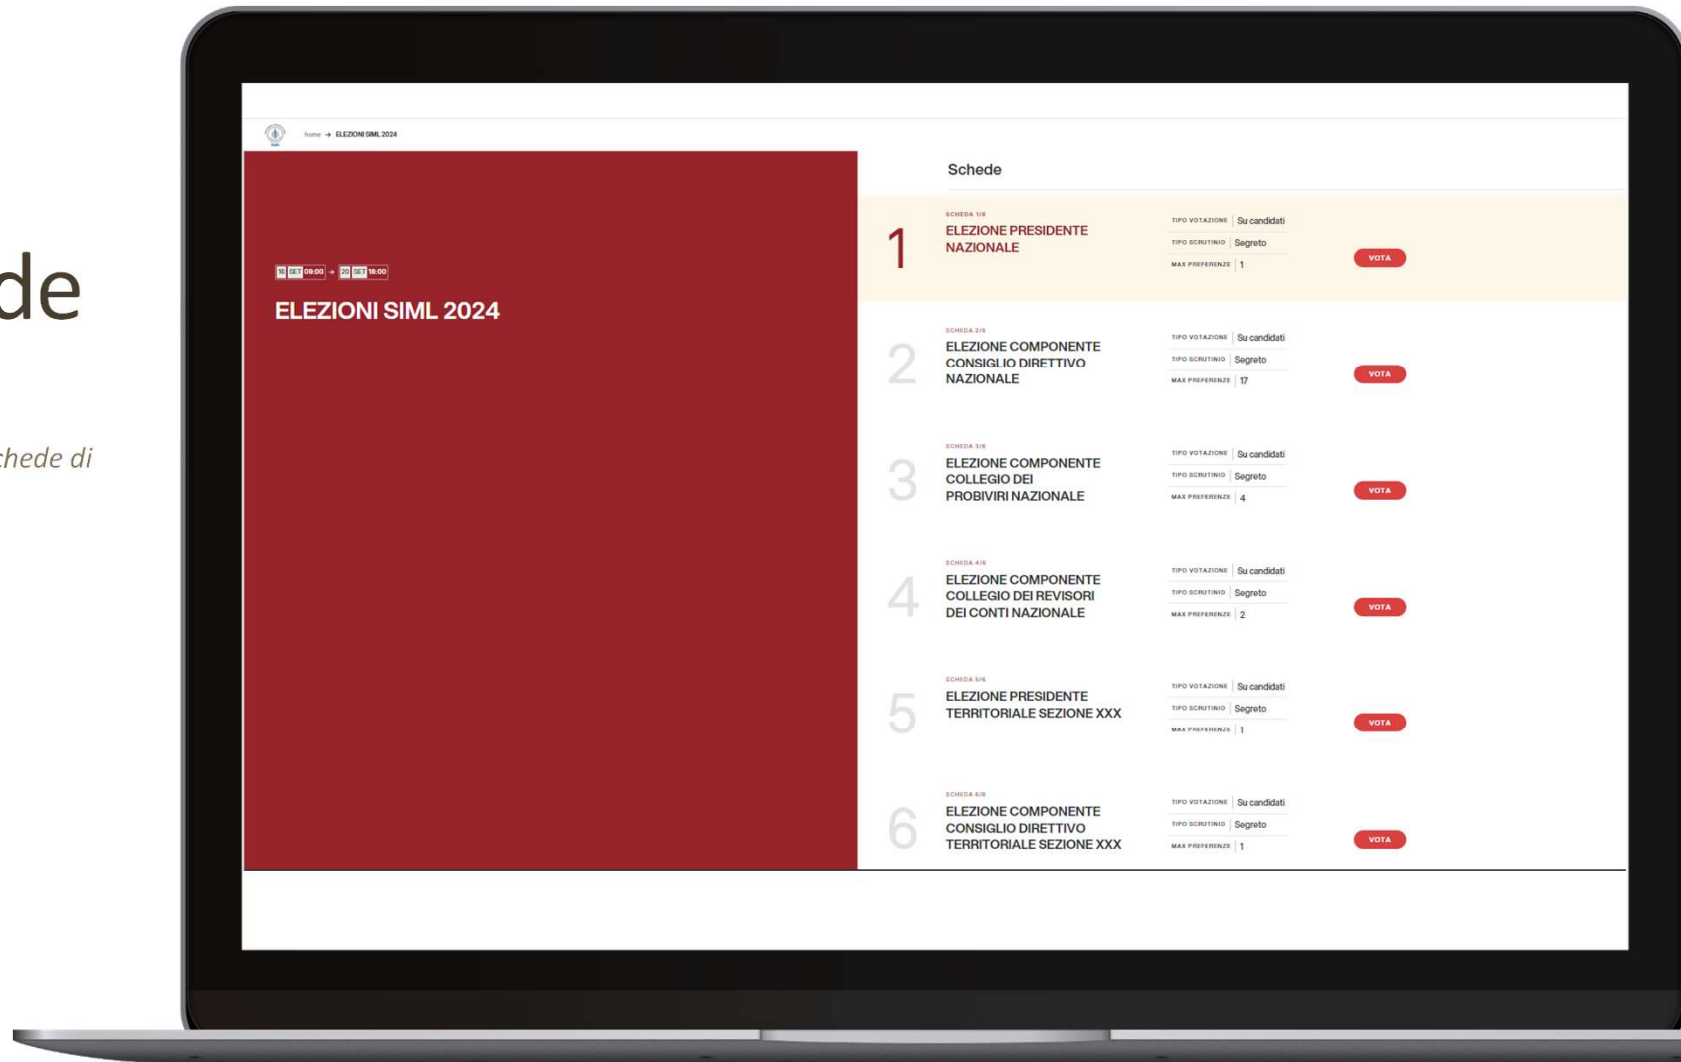 de
chede di
home → ELEZIONI SIML 2024
16 SET 09:00 → 20 SET 18:00
ELEZIONI SIML 2024
Schede
1
SCHEDA 1/6
ELEZIONE PRESIDENTE
NAZIONALE
TIPO VOTAZIONE Su candidati
TIPO SCRUTINIO Segreto
MAX PREFERENZE 1
VOTA
2
SCHEDA 2/6
ELEZIONE COMPONENTE
CONSIGLIO DIRETTIVO
NAZIONALE
TIPO VOTAZIONE Su candidati
TIPO SCRUTINIO Segreto
MAX PREFERENZE 17
VOTA
3
SCHEDA 3/6
ELEZIONE COMPONENTE
COLLEGIO DEI
PROBIVIRI NAZIONALE
TIPO VOTAZIONE Su candidati
TIPO SCRUTINIO Segreto
MAX PREFERENZE 4
VOTA
4
SCHEDA 4/6
ELEZIONE COMPONENTE
COLLEGIO DEI REVISORI
DEI CONTI NAZIONALE
TIPO VOTAZIONE Su candidati
TIPO SCRUTINIO Segreto
MAX PREFERENZE 2
VOTA
5
SCHEDA 5/6
ELEZIONE PRESIDENTE
TERRITORIALE SEZIONE XXX
TIPO VOTAZIONE Su candidati
TIPO SCRUTINIO Segreto
MAX PREFERENZE 1
VOTA
6
SCHEDA 6/6
ELEZIONE COMPONENTE
CONSIGLIO DIRETTIVO
TERRITORIALE SEZIONE XXX
TIPO VOTAZIONE Su candidati
TIPO SCRUTINIO Segreto
MAX PREFERENZE 1
VOTA